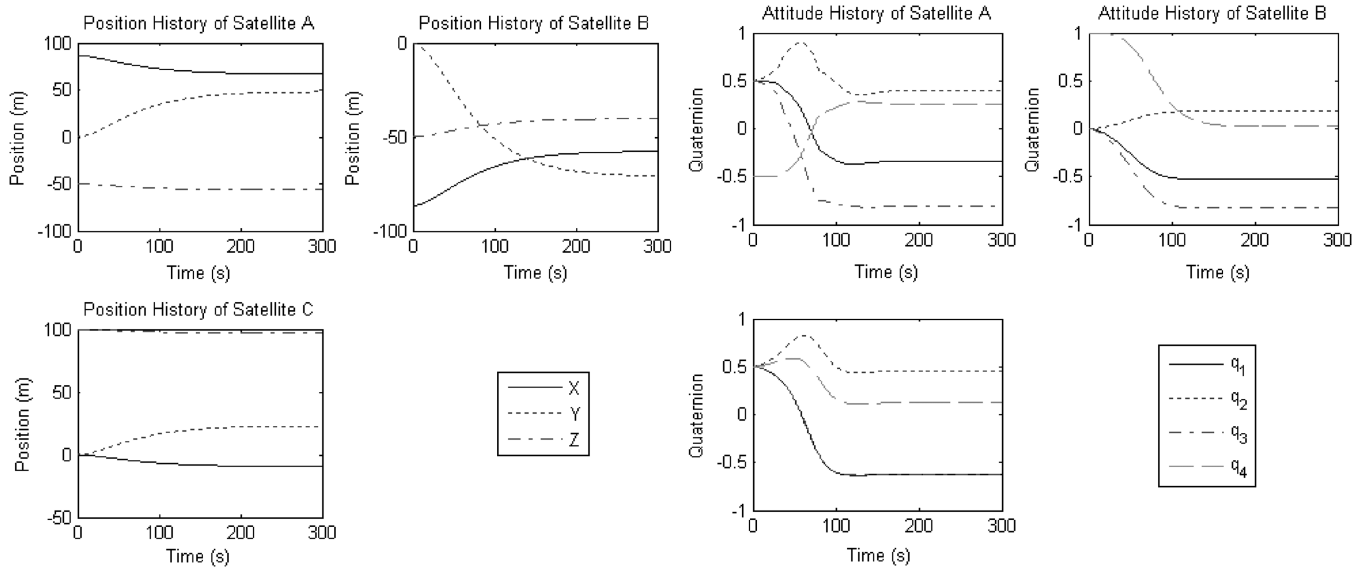 Position History of Satellite A
Position (m)
100
50
0
-50
-100
0 100 200 300
Time (s)
Position History of Satellite B
Position (m)
0
-50
-100
0 100 200 300
Time (s)
Attitude History of Satellite A
Quaternion
1
0.5
0
-0.5
-1
0 100 200 300
Time (s)
Attitude History of Satellite B
Quaternion
1
0.5
0
-0.5
-1
0 100 200 300
Time (s)
Position History of Satellite C
Position (m)
100
50
0
-50
0 100 200 300
Time (s)
X
Y
Z
Quaternion
1
0.5
0
-0.5
-1
0 100 200 300
Time (s)
q1
q2
q3
q4